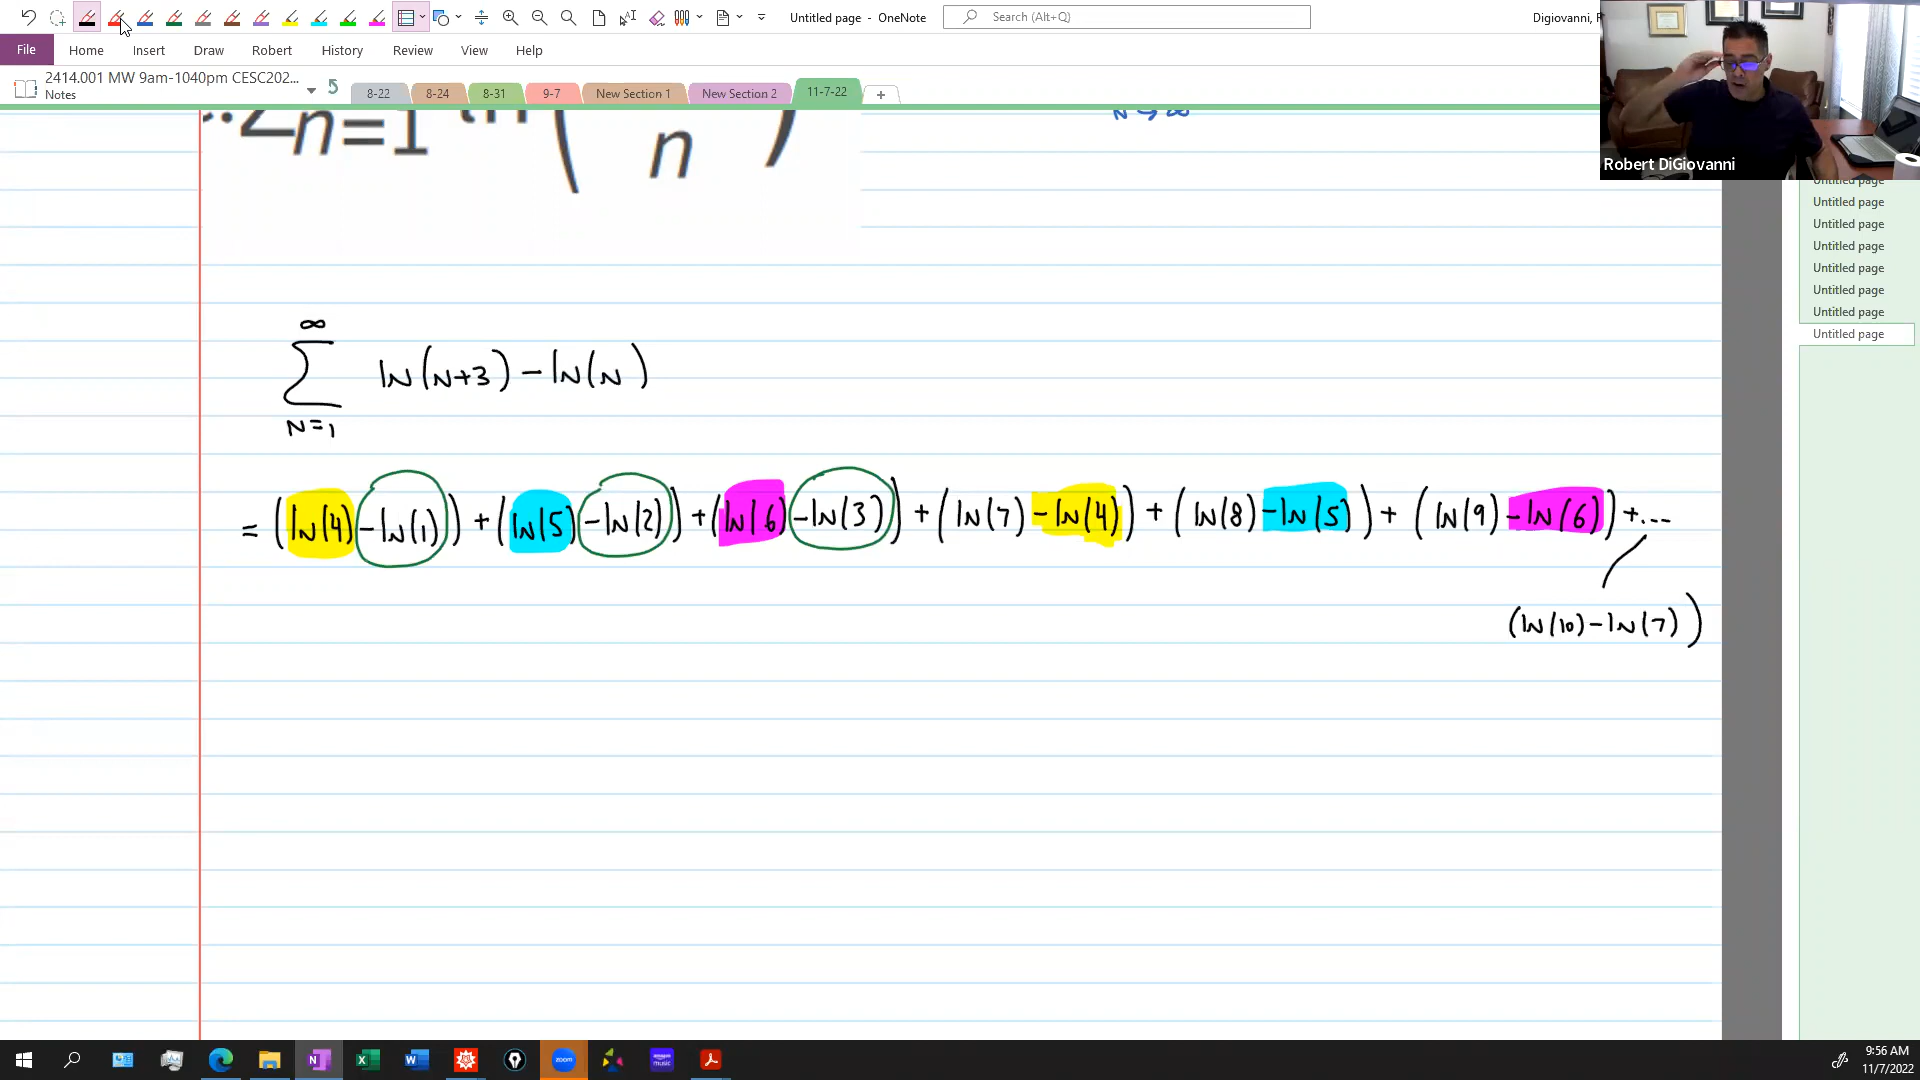 Untitled page - OneNote
Search (Alt+Q)
File Home Insert Draw Robert History Review View Help
2414.001 MW 9am-1040pm CESC202...
Notes
8-22 8-24 8-31 9-7 New Section 1 New Section 2 11-7-22
Robert DiGiovanni
n=1 n
N → ∞
Untitled page
Untitled page
Untitled page
Untitled page
Untitled page
Untitled page
Untitled page
Untitled page
∞
∑ ln(N+3) - ln(N)
N=1
= (ln(4) - ln(1)) + (ln(5) - ln(2)) + (ln(6) - ln(3)) + (ln(7) - ln(4)) + (ln(8) - ln(5)) + (ln(9) - ln(6)) + ...
(ln(10) - ln(7))
zoom
amazon music
9:56 AM
11/7/2022